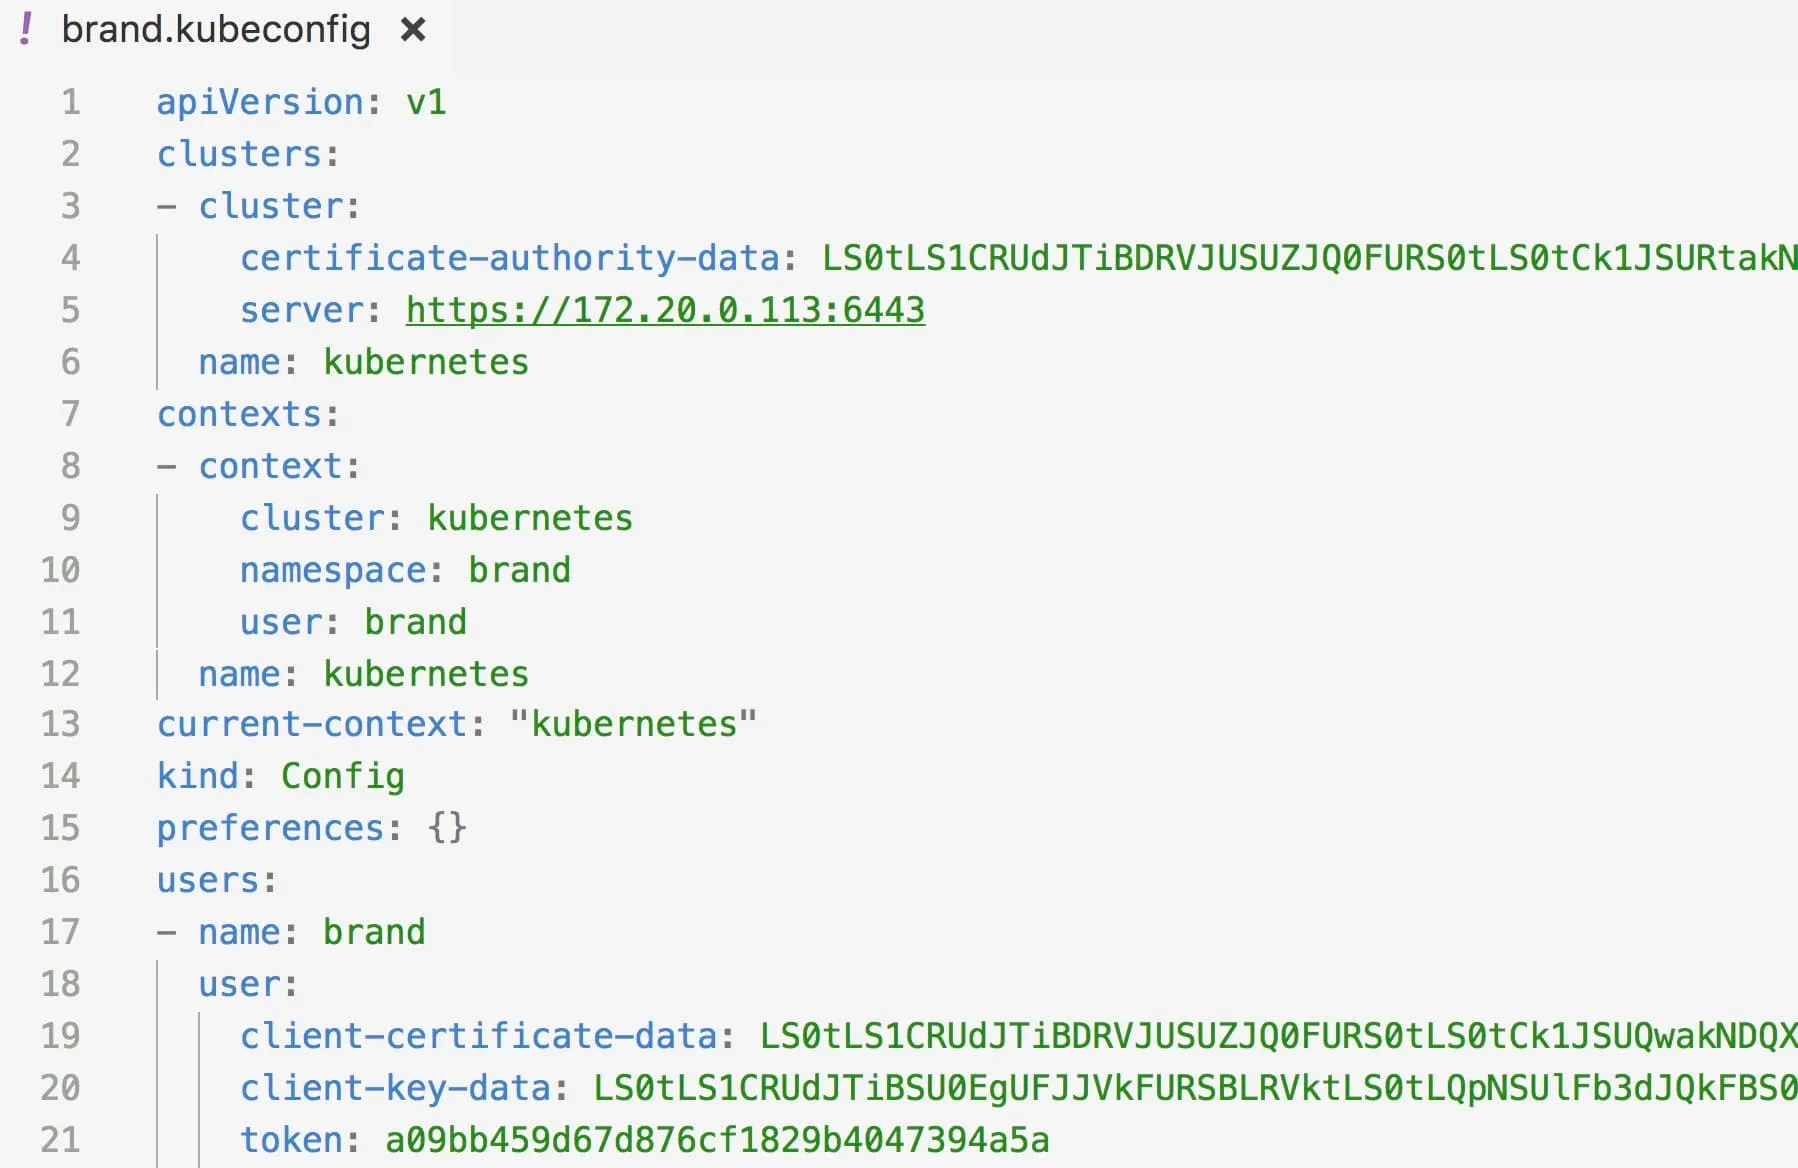 ! brand.kubeconfig ×
1 apiVersion: v1
2 clusters:
3 - cluster:
4 certificate-authority-data: LS0tLS1CRUdJTiBDRVJUSUZJQ0FURS0tLS0tCk1JSURtakN
5 server: https://172.20.0.113:6443
6 name: kubernetes
7 contexts:
8 - context:
9 cluster: kubernetes
10 namespace: brand
11 user: brand
12 name: kubernetes
13 current-context: "kubernetes"
14 kind: Config
15 preferences: {}
16 users:
17 - name: brand
18 user:
19 client-certificate-data: LS0tLS1CRUdJTiBDRVJUSUZJQ0FURS0tLS0tCk1JSUQwakNDQX
20 client-key-data: LS0tLS1CRUdJTiBSU0EgUFJJVkFURSBLRVktLS0tLQpNSUlFb3dJQkFBS0
21 token: a09bb459d67d876cf1829b4047394a5a